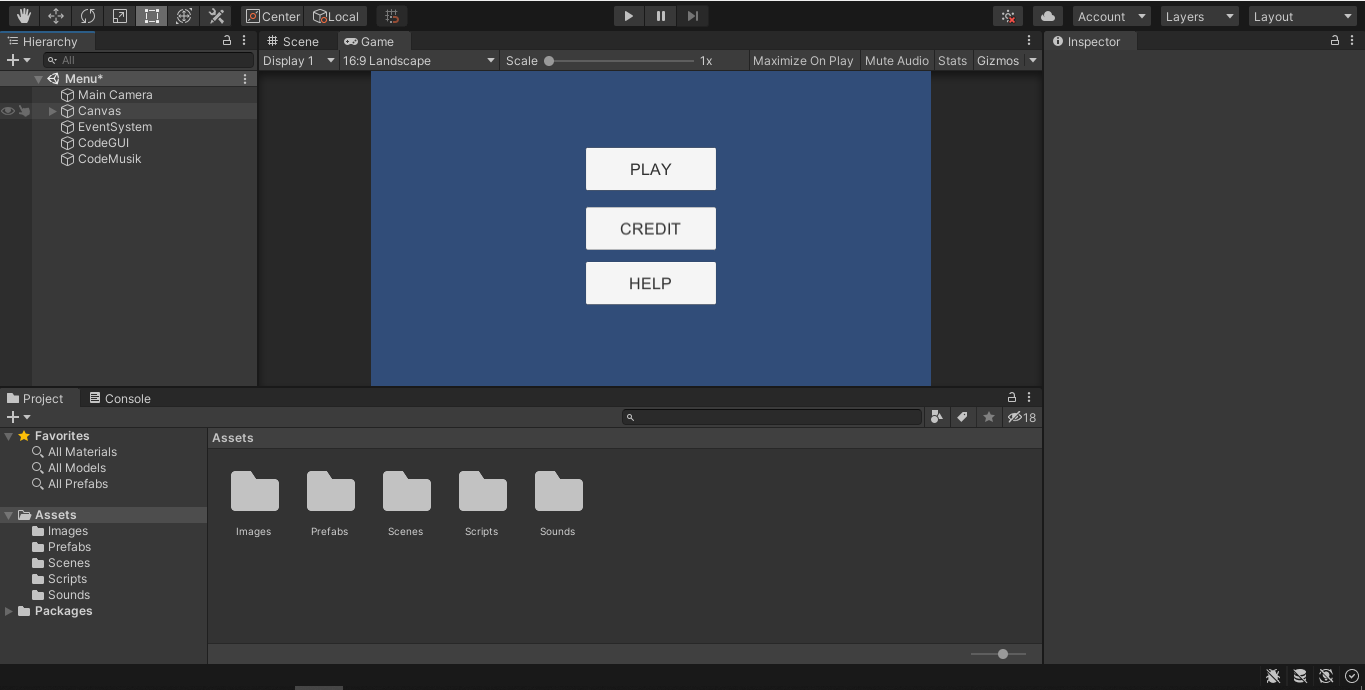 Center Local Account Layers Layout
Hierarchy
All
Menu*
Main Camera
Canvas
EventSystem
CodeGUI
CodeMusik
Scene Game
Display 1 16:9 Landscape Scale 1x Maximize On Play Mute Audio Stats Gizmos
PLAY
CREDIT
HELP
Inspector
Project Console
18
Favorites
All Materials
All Models
All Prefabs
Assets
Images
Prefabs
Scenes
Scripts
Sounds
Packages
Assets
Images Prefabs Scenes Scripts Sounds